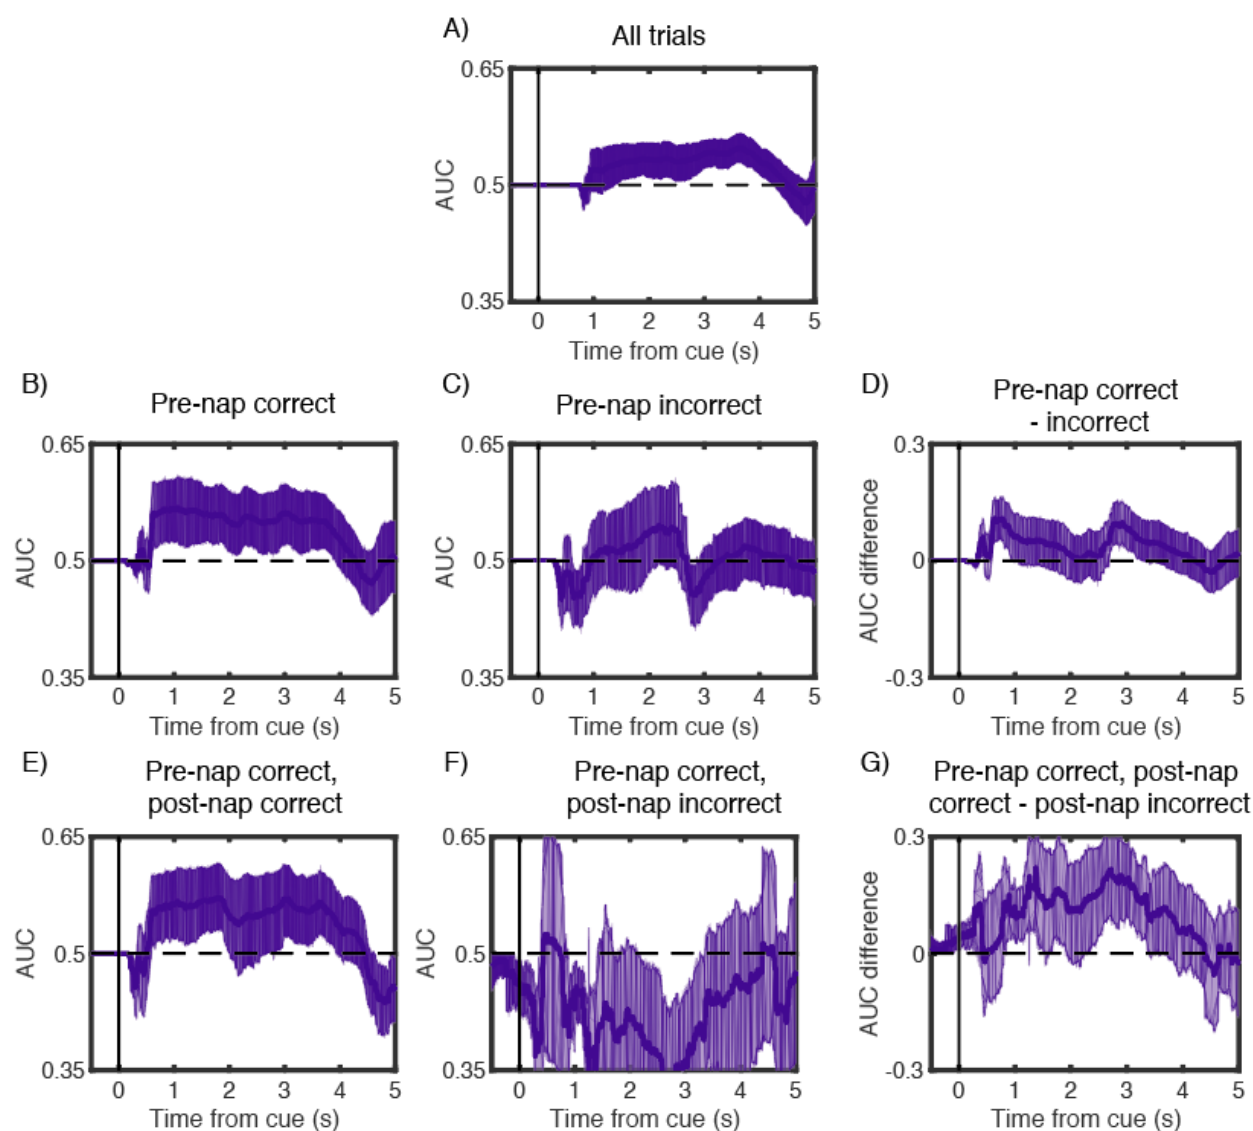 A)
All trials
0.65
0.5
0.35
AUC
0 1 2 3 4 5
Time from cue (s)
B)
Pre-nap correct
0.65
0.5
0.35
AUC
0 1 2 3 4 5
Time from cue (s)
C)
Pre-nap incorrect
0.65
0.5
0.35
AUC
0 1 2 3 4 5
Time from cue (s)
D)
Pre-nap correct
- incorrect
0.3
0
-0.3
AUC difference
0 1 2 3 4 5
Time from cue (s)
E)
Pre-nap correct,
post-nap correct
0.65
0.5
0.35
AUC
0 1 2 3 4 5
Time from cue (s)
F)
Pre-nap correct,
post-nap incorrect
0.65
0.5
0.35
AUC
0 1 2 3 4 5
Time from cue (s)
G)
Pre-nap correct, post-nap
correct - post-nap incorrect
0.3
0
-0.3
AUC difference
0 1 2 3 4 5
Time from cue (s)